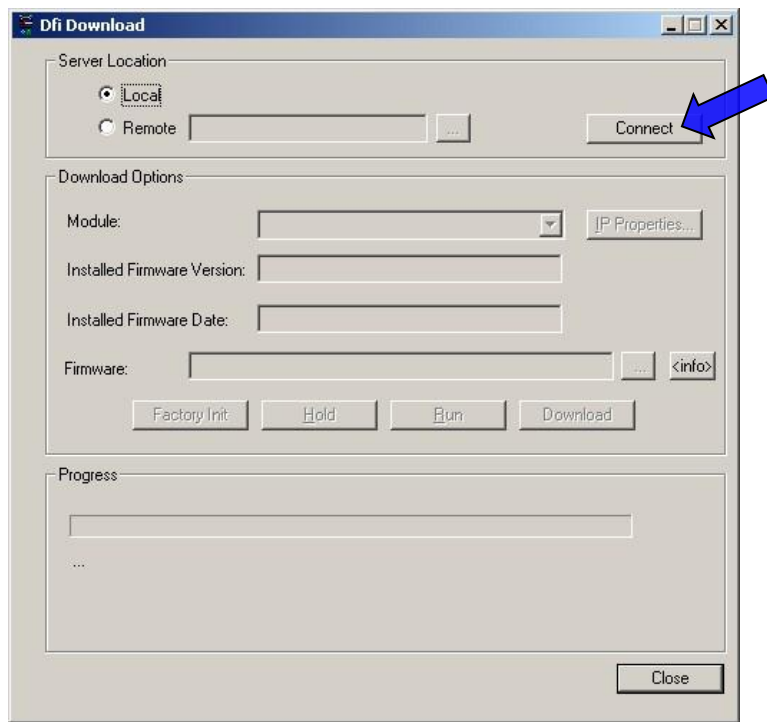 Dfi Download
Server Location
Local
Remote ... Connect
Download Options
Module: IP Properties...
Installed Firmware Version:
Installed Firmware Date:
Firmware: ... <info>
Factory Init Hold Run Download
Progress
...
Close